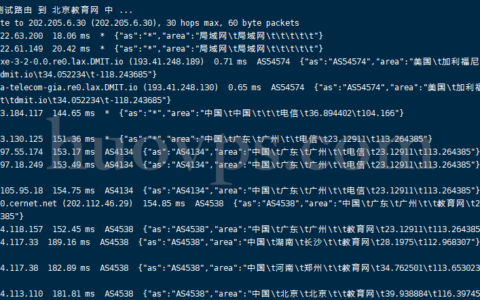 测试路由 到 北京教育网 中 ...
te to 202.205.6.30 (202.205.6.30), 30 hops max, 60 byte packets
22.63.200  18.06 ms  *  {"as":"*","area":"局域网\t局域网\t\t\t\t\t"}
22.61.149  20.42 ms  *  {"as":"*","area":"局域网\t局域网\t\t\t\t\t"}
xe-3-2-0.re0.lax.DMIT.io (193.41.248.189)  0.71 ms  AS54574  {"as":"AS54574","area":"美国\t加利福尼
dmit.io\t34.052234\t-118.243685"}
a-telecom-gia.re0.lax.DMIT.io (193.41.248.130)  0.65 ms  AS54574  {"as":"AS54574","area":"美国\t加利福
t\tdmit.io\t34.052234\t-118.243685"}
3.184.117  144.65 ms  *  {"as":"*","area":"中国\t中国\t\t\t电信\t36.894402\t104.166"}
3.130.125  151.36 ms  *  {"as":"*","area":"中国\t广东\t广州\t\t电信\t23.12911\t113.264385"}
97.55.174  153.17 ms  AS4134  {"as":"AS4134","area":"中国\t广东\t广州\t\t电信\t23.12911\t113.264385"}
97.18.249  153.49 ms  AS4134  {"as":"AS4134","area":"中国\t广东\t广州\t\t电信\t23.12911\t113.264385"}
105.95.18  154.75 ms  AS4134  {"as":"AS4134","area":"中国\t广东\t广州\t\t电信\t23.12911\t113.264385"}
0.cernet.net (202.112.46.29)  154.85 ms  AS4538  {"as":"AS4538","area":"中国\t广东\t广州\t\t教育网\t2
385"}
4.118.157  152.45 ms  AS4538  {"as":"AS4538","area":"中国\t广东\t广州\t\t教育网\t23.12911\t113.264385
4.117.33  189.16 ms  AS4538  {"as":"AS4538","area":"中国\t湖南\t长沙\t\t教育网\t28.1975\t112.968307"}
4.117.38  182.89 ms  AS4538  {"as":"AS4538","area":"中国\t河南\t郑州\t\t教育网\t34.762501\t113.653023
4.113.110  181.81 ms  AS4538  {"as":"AS4538","area":"中国\t北京\t北京\t\t教育网\t39.938884\t116.39745
huovps.com